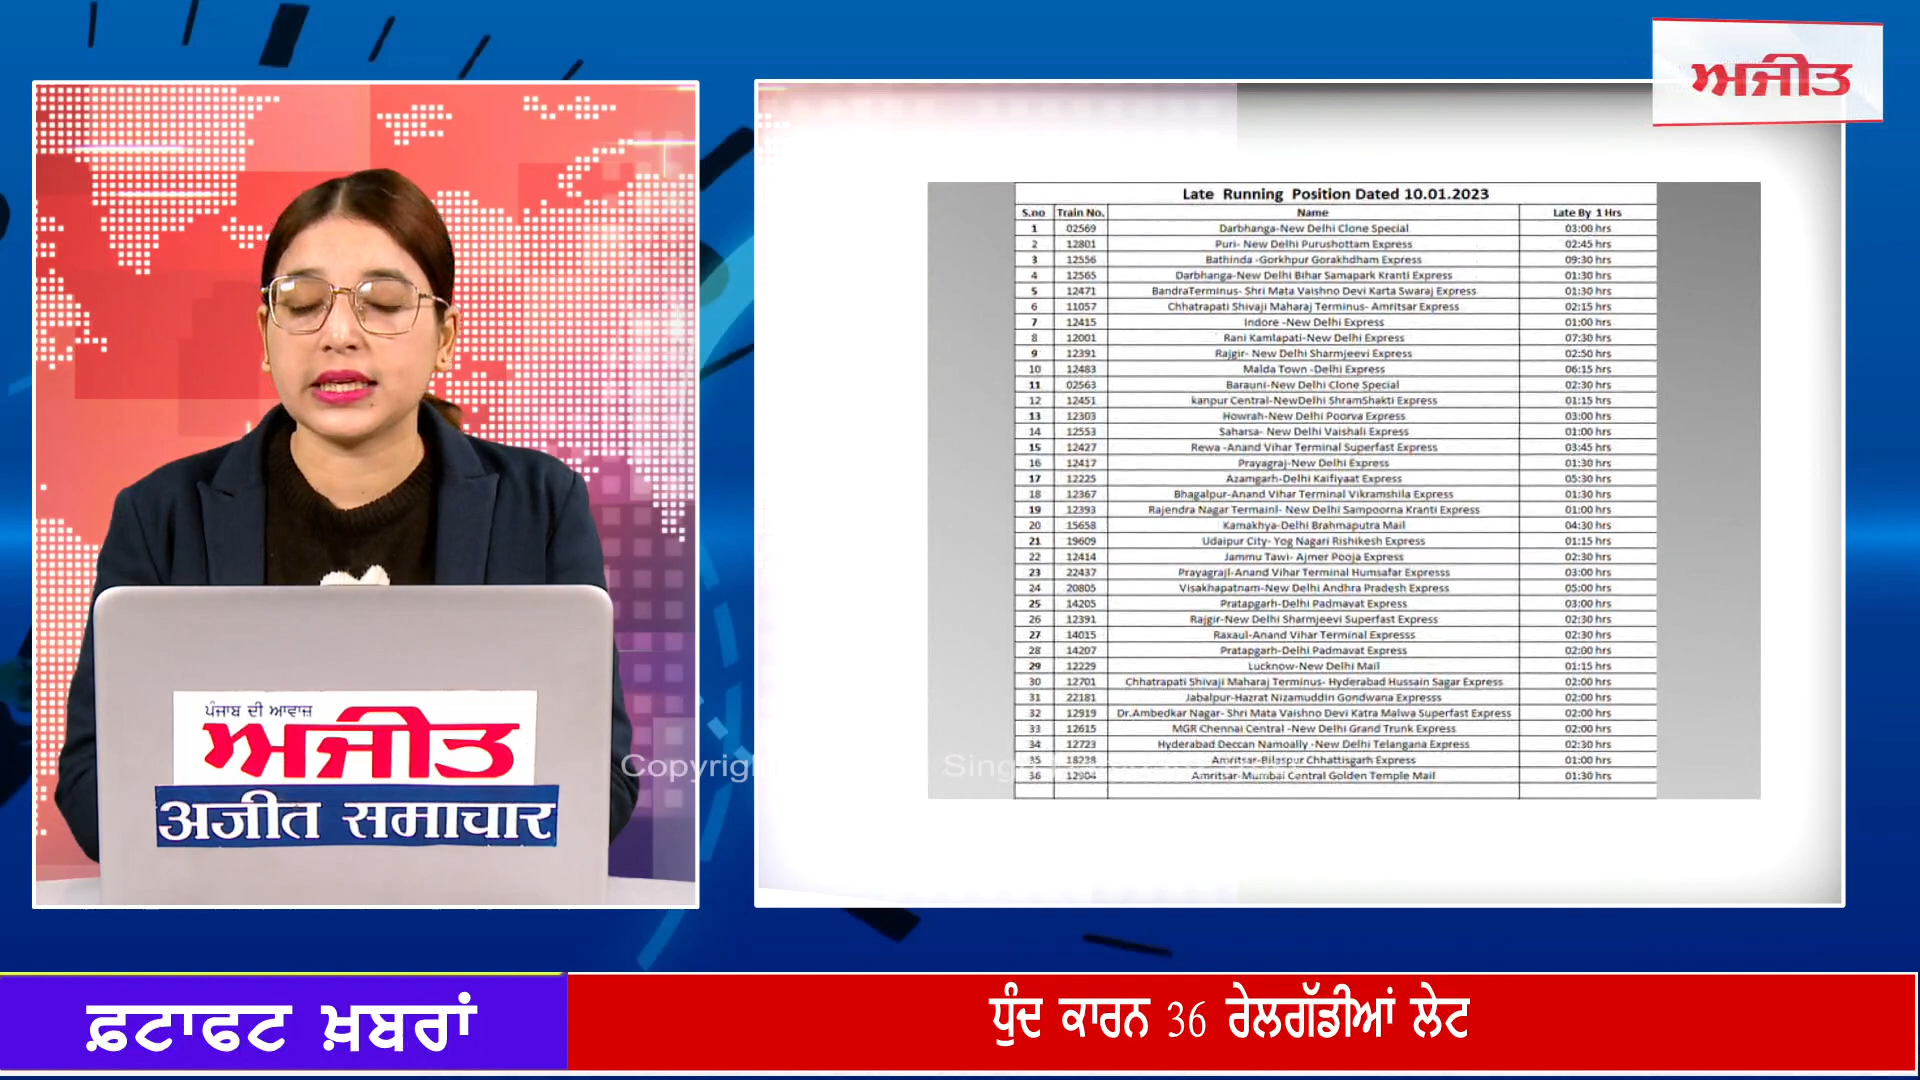 ਅਜੀਤ
Late Running Position Dated 10.01.2023
S.no Train No. Name Late By 1 Hrs
1 02569 Darbhanga-New Delhi Clone Special 03:00 hrs
2 12801 Puri- New Delhi Purushottam Express 02:45 hrs
3 12556 Bathinda -Gorkhpur Gorakhdham Express 09:30 hrs
4 12565 Darbhanga-New Delhi Bihar Samapark Kranti Express 01:30 hrs
5 12471 BandraTerminus- Shri Mata Vaishno Devi Karta Swaraj Express 01:30 hrs
6 11057 Chhatrapati Shivaji Maharaj Terminus- Amritsar Express 02:15 hrs
7 12415 Indore -New Delhi Express 01:00 hrs
8 12001 Rani Kamlapati-New Delhi Express 07:30 hrs
9 12391 Rajgir- New Delhi Sharmjeevi Express 02:50 hrs
10 12483 Malda Town -Delhi Express 06:15 hrs
11 02563 Barauni-New Delhi Clone Special 02:30 hrs
12 12451 kanpur Central-NewDelhi ShramShakti Express 01:15 hrs
13 12303 Howrah-New Delhi Poorva Express 03:00 hrs
14 12553 Saharsa- New Delhi Vaishali Express 01:00 hrs
15 12427 Rewa -Anand Vihar Terminal Superfast Express 03:45 hrs
16 12417 Prayagraj-New Delhi Express 01:30 hrs
17 12225 Azamgarh-Delhi Kaifiyaat Express 05:30 hrs
18 12367 Bhagalpur-Anand Vihar Terminal Vikramshila Express 01:30 hrs
19 12393 Rajendra Nagar Termainl- New Delhi Sampoorna Kranti Express 01:00 hrs
20 15658 Kamakhya-Delhi Brahmaputra Mail 04:30 hrs
21 19609 Udaipur City- Yog Nagari Rishikesh Express 01:15 hrs
22 12414 Jammu Tawi- Ajmer Pooja Express 02:30 hrs
23 22437 Prayagrajl-Anand Vihar Terminal Humsafar Expresss 03:00 hrs
24 20805 Visakhapatnam-New Delhi Andhra Pradesh Express 05:00 hrs
25 14205 Pratapgarh-Delhi Padmavat Express 03:00 hrs
26 12391 Rajgir-New Delhi Sharmjeevi Superfast Express 02:30 hrs
27 14015 Raxaul-Anand Vihar Terminal Expresss 02:30 hrs
28 14207 Pratapgarh-Delhi Padmavat Express 02:00 hrs
29 12229 Lucknow-New Delhi Mail 01:15 hrs
30 12701 Chhatrapati Shivaji Maharaj Terminus- Hyderabad Hussain Sagar Express 02:00 hrs
31 22181 Jabalpur-Hazrat Nizamuddin Gondwana Expresss 02:00 hrs
32 12919 Dr.Ambedkar Nagar- Shri Mata Vaishno Devi Katra Malwa Superfast Express 02:00 hrs
33 12615 MGR Chennai Central -New Delhi Grand Trunk Express 02:00 hrs
34 12723 Hyderabad Deccan Namoally -New Delhi Telangana Express 02:30 hrs
35 18238 Amritsar-Bilaspur Chhattisgarh Express 01:00 hrs
36 12904 Amritsar-Mumbai Central Golden Temple Mail 01:30 hrs
ਪੰਜਾਬ ਦੀ ਆਵਾਜ਼
ਅਜੀਤ
अजीत समाचार
ਫ਼ਟਾਫਟ ਖ਼ਬਰਾਂ
ਧੁੰਦ ਕਾਰਨ 36 ਰੇਲਗੱਡੀਆਂ ਲੇਟ